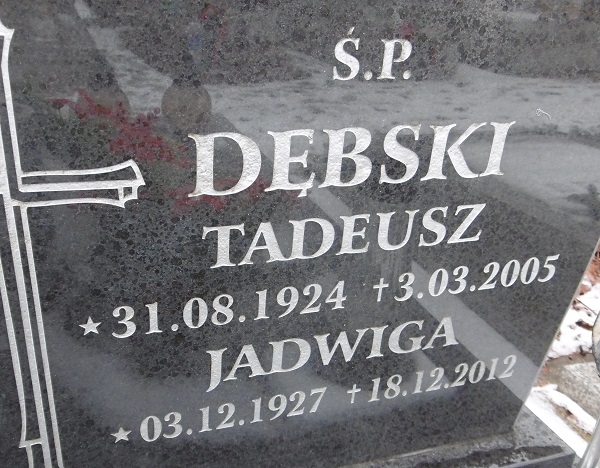 Ś.P.
DĘBSKI
TADEUSZ
★31.08.1924 †3.03.2005
JADWIGA
★03.12.1927 †18.12.2012